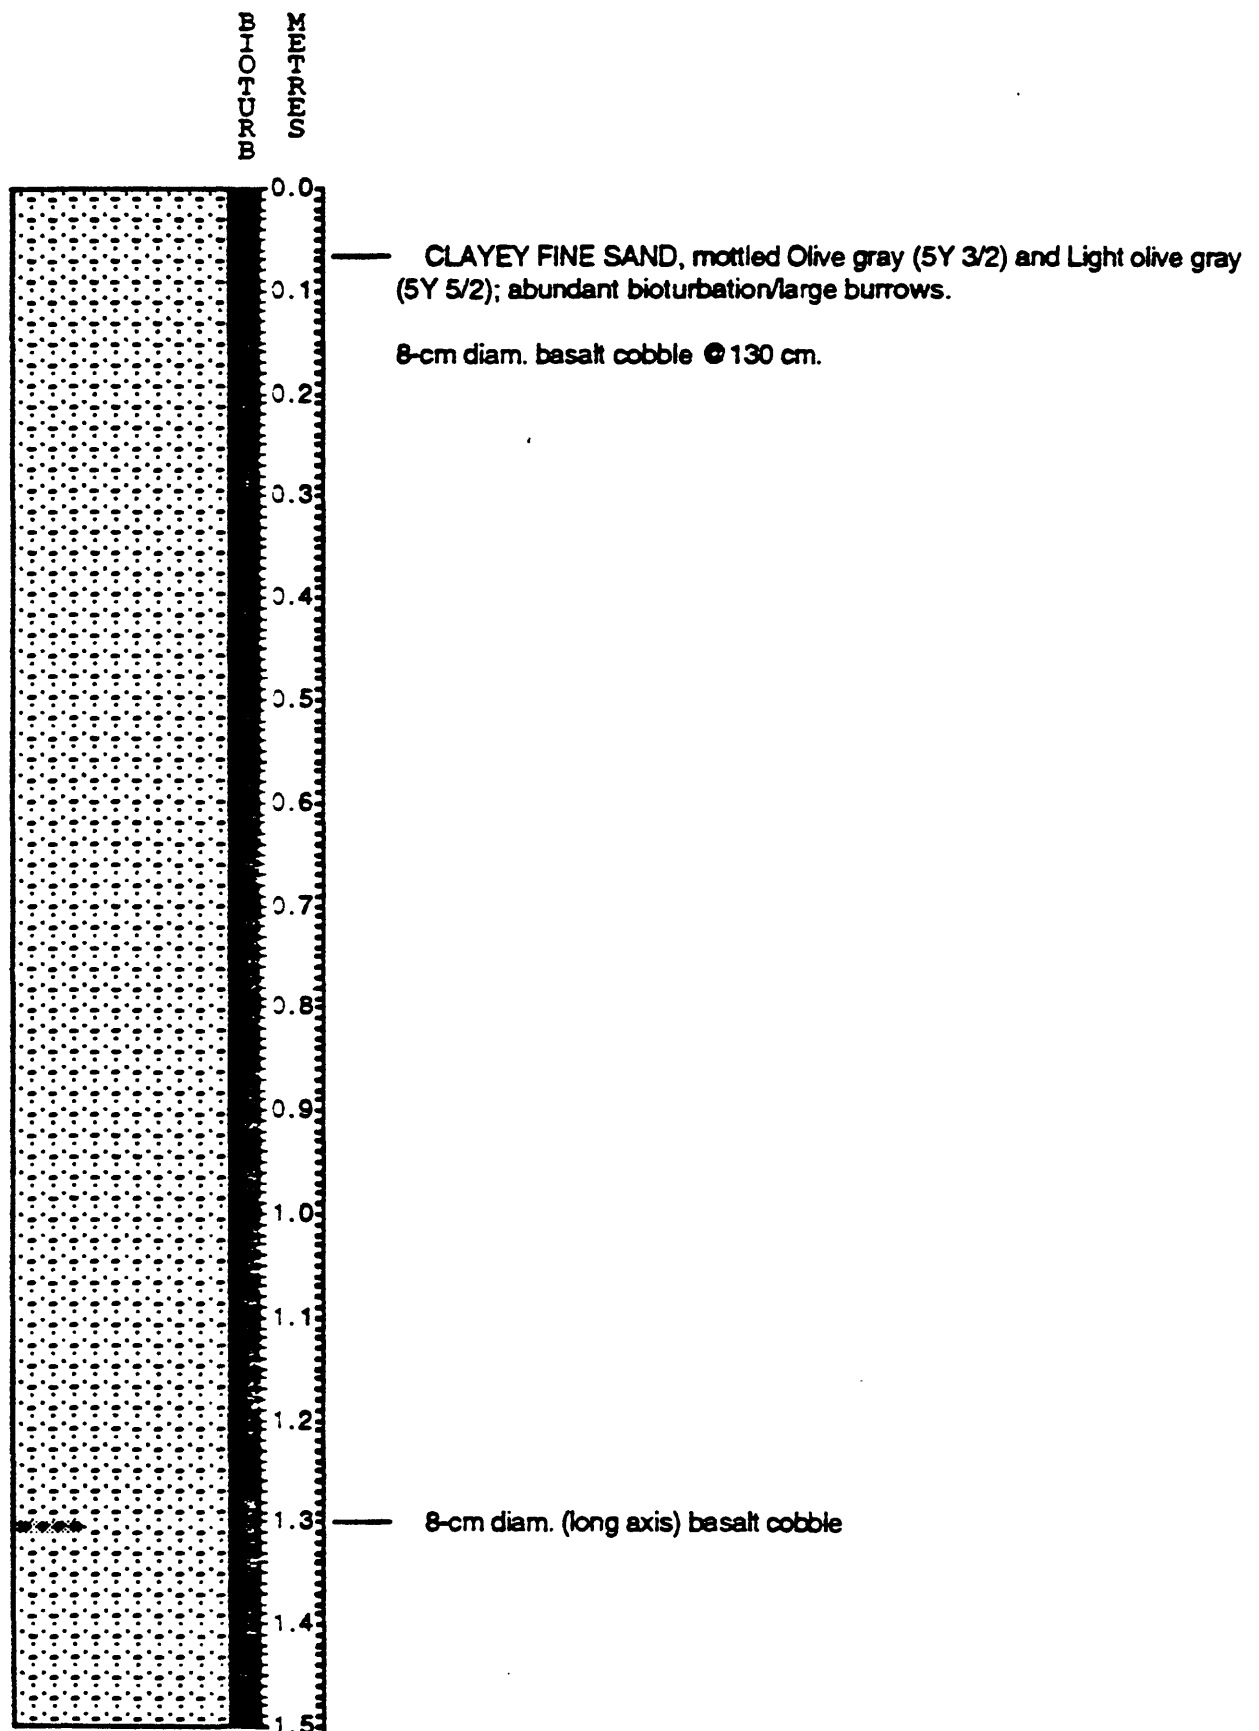 BIOTURB
METRES
0.0
CLAYEY FINE SAND, mottled Olive gray (5Y 3/2) and Light olive gray
0.1
(5Y 5/2); abundant bioturbation/large burrows.
8-cm diam. basalt cobble @ 130 cm.
0.2
0.3
0.4
0.5
0.6
0.7
0.8
0.9
1.0
1.1
1.2
1.3
8-cm diam. (long axis) basalt cobble
1.4
1.5